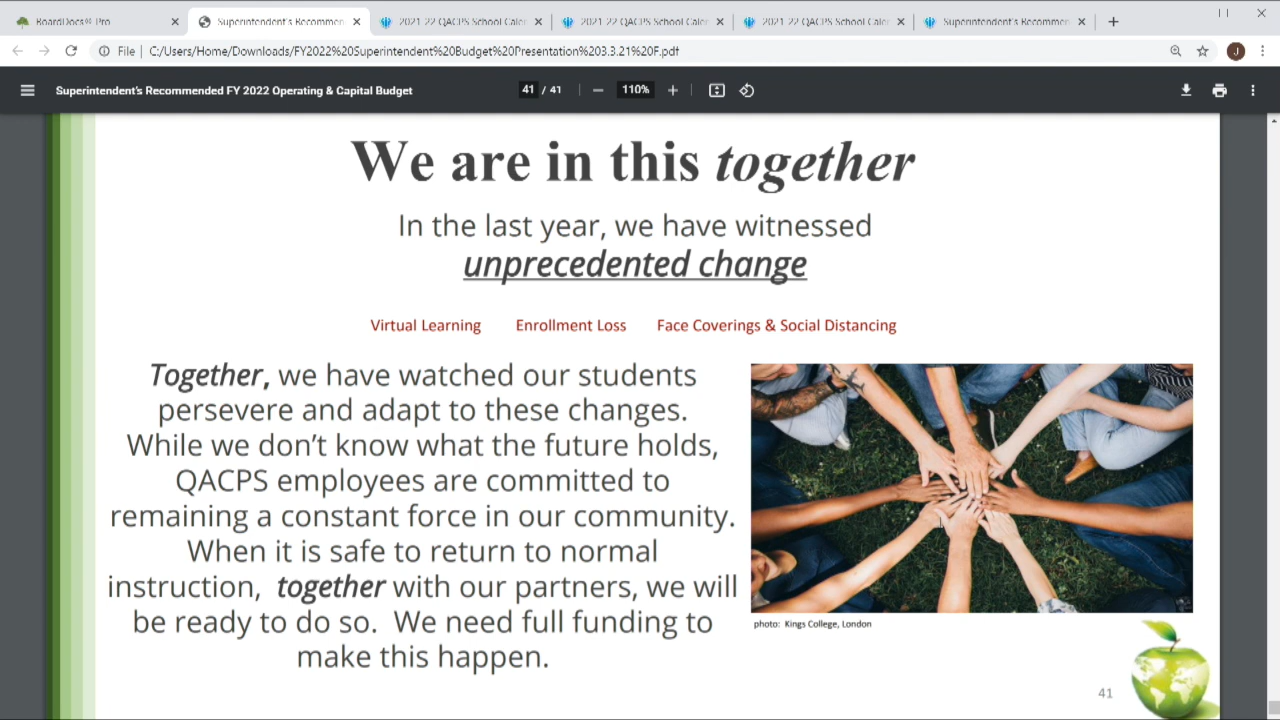 BoardDocs® Pro
Superintendent's Recommen
2021 22 QACPS School Caler
2021 22 QACPS School Caler
2021 22 QACPS School Caler
Superintendent's Recommen
File | C:/Users/Home/Downloads/FY2022%20Superintendent%20Budget%20Presentation%203.3.21%20F.pdf
J
Superintendent's Recommended FY 2022 Operating & Capital Budget
41 / 41
110%
We are in this together
In the last year, we have witnessed
unprecedented change
Virtual Learning Enrollment Loss Face Coverings & Social Distancing
Together, we have watched our students
persevere and adapt to these changes.
While we don't know what the future holds,
QACPS employees are committed to
remaining a constant force in our community.
When it is safe to return to normal
instruction, together with our partners, we will
be ready to do so. We need full funding to
make this happen.
photo: Kings College, London
41